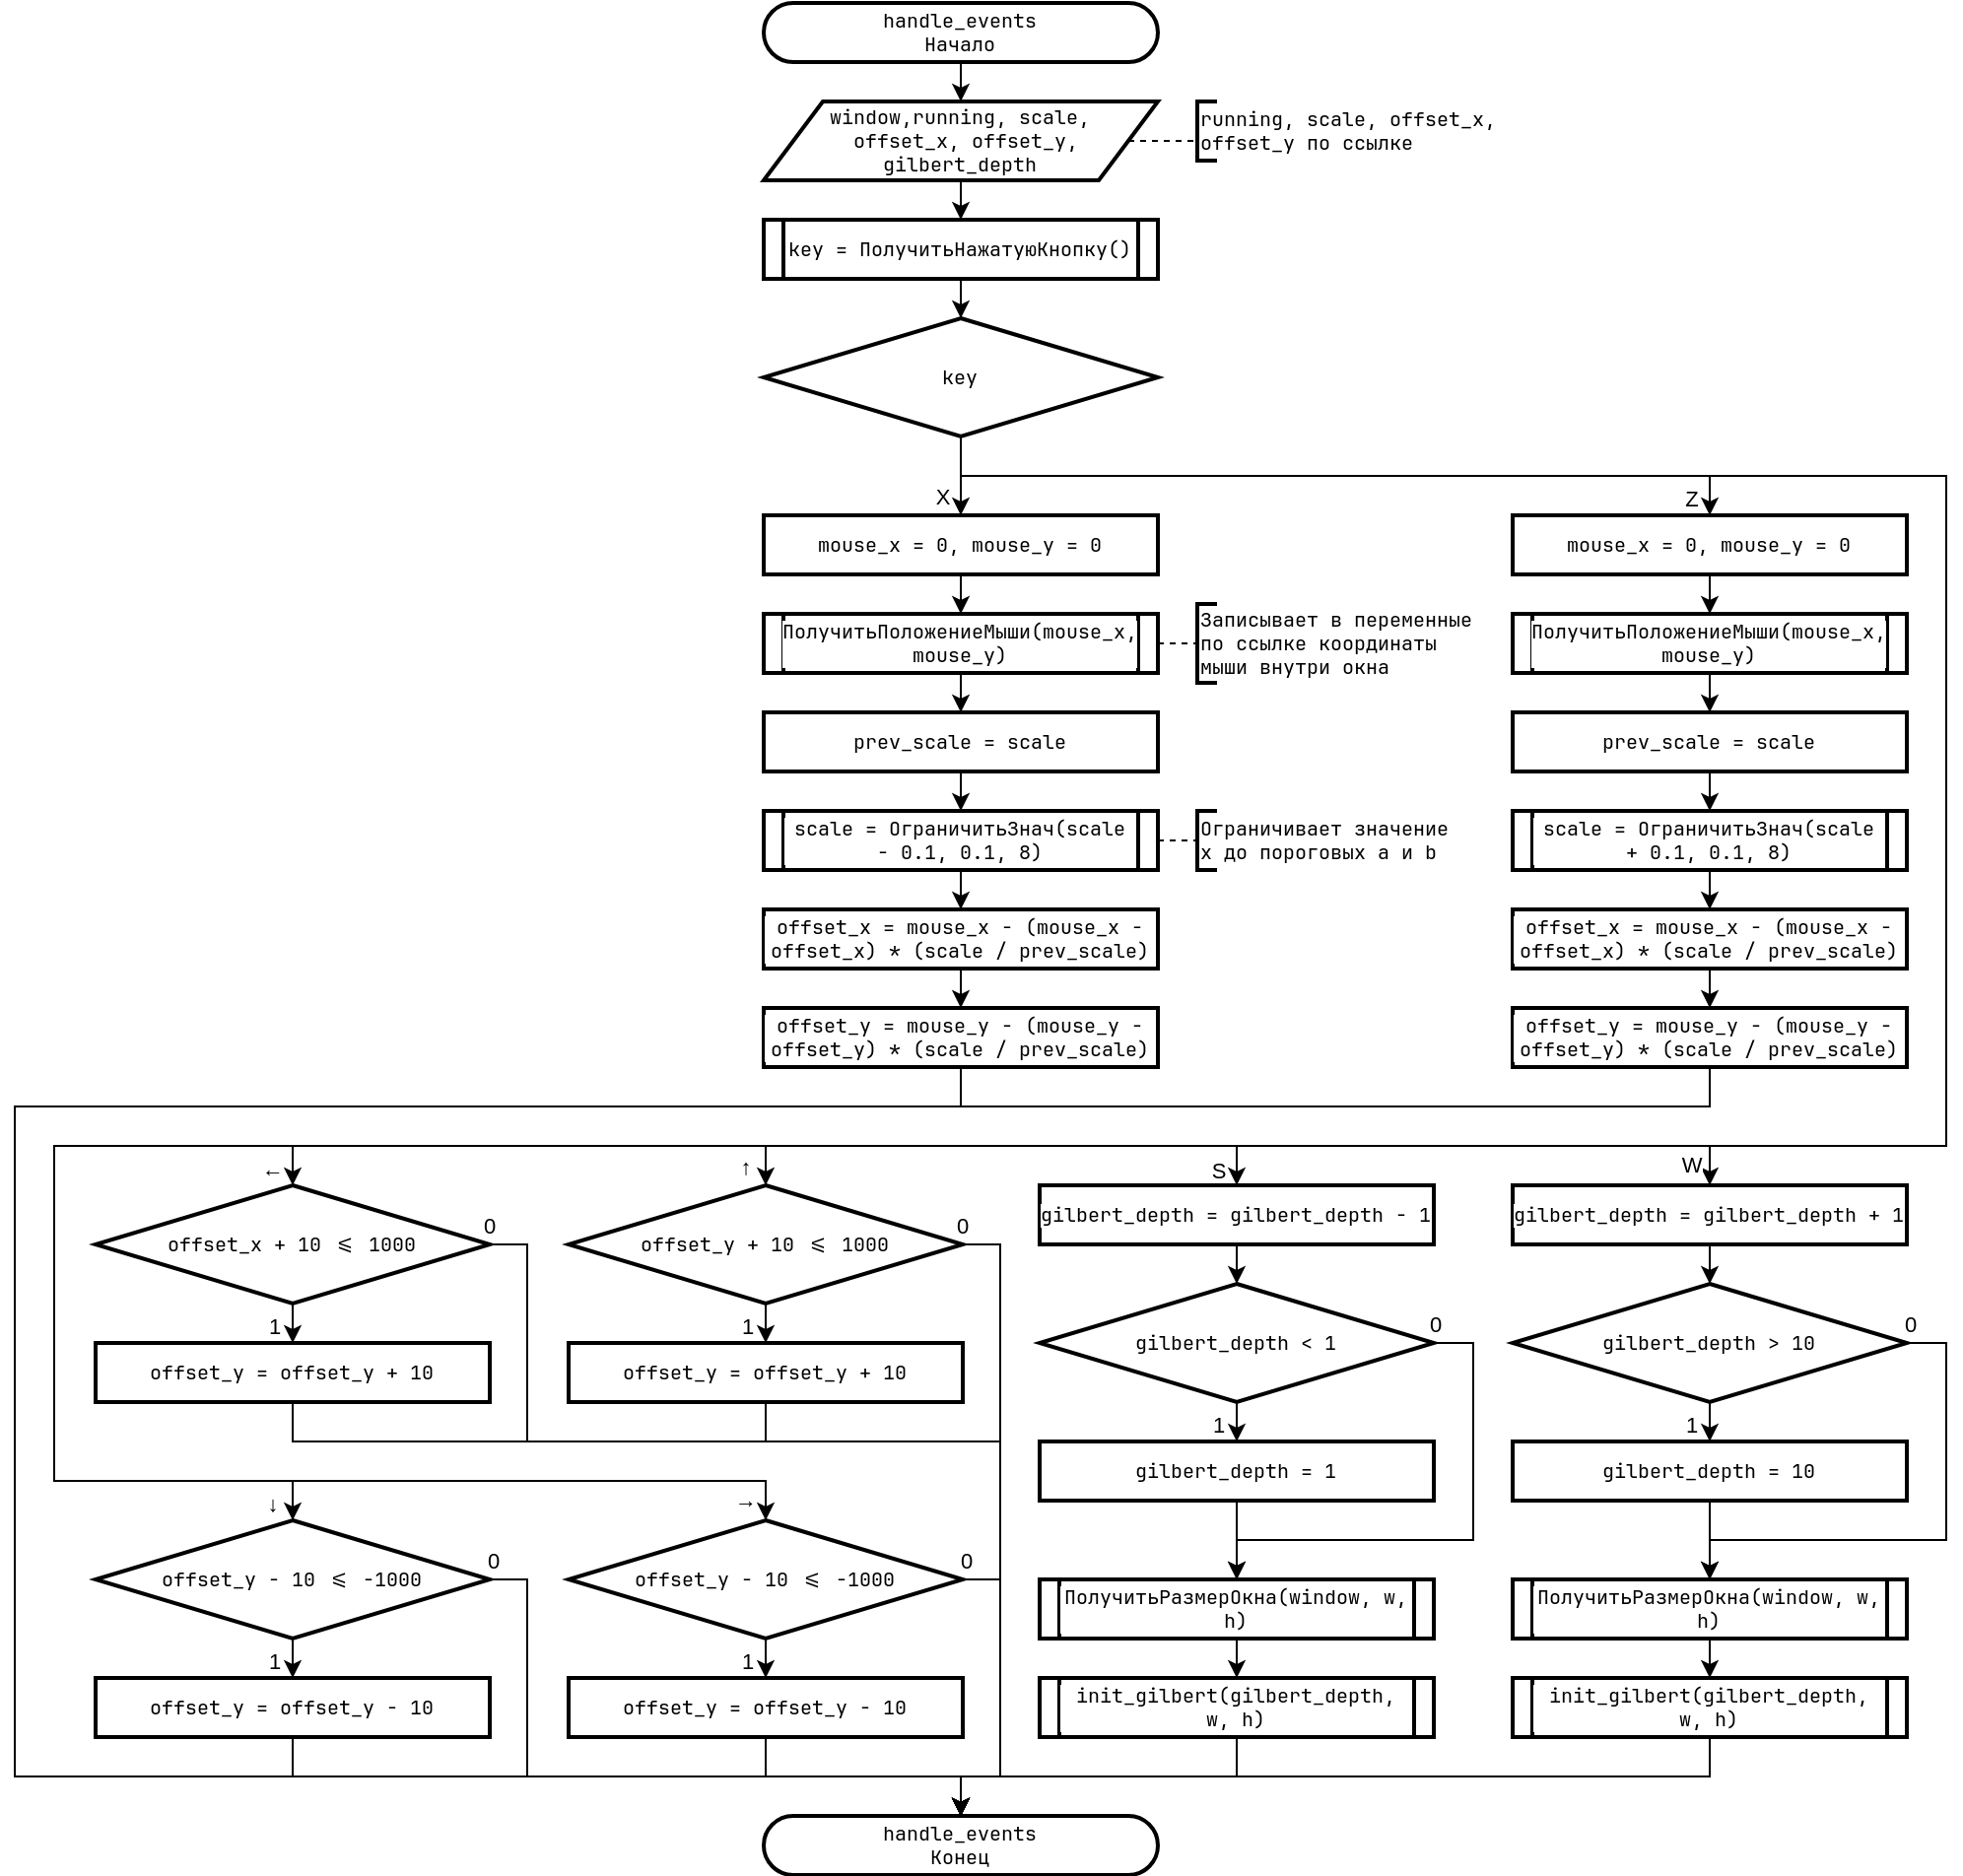 handle_events
Начало
window,running, scale,
offset_x, offset_y,
gilbert_depth
running, scale, offset_x,
offset_y по ссылке
key = ПолучитьНажатуюКнопку()
key
X
Z
mouse_x = 0, mouse_y = 0
mouse_x = 0, mouse_y = 0
ПолучитьПоложениеМыши(mouse_x,
mouse_y)
Записывает в переменные
по ссылке координаты
мыши внутри окна
ПолучитьПоложениеМыши(mouse_x,
mouse_y)
prev_scale = scale
prev_scale = scale
scale = ОграничитьЗнач(scale
- 0.1, 0.1, 8)
Ограничивает значение
x до пороговых a и b
scale = ОграничитьЗнач(scale
+ 0.1, 0.1, 8)
offset_x = mouse_x - (mouse_x -
offset_x) * (scale / prev_scale)
offset_x = mouse_x - (mouse_x -
offset_x) * (scale / prev_scale)
offset_y = mouse_y - (mouse_y -
offset_y) * (scale / prev_scale)
offset_y = mouse_y - (mouse_y -
offset_y) * (scale / prev_scale)
←
↑
S
W
offset_x + 10 ⩽ 1000
0
offset_y + 10 ⩽ 1000
0
gilbert_depth = gilbert_depth - 1
gilbert_depth = gilbert_depth + 1
1
offset_y = offset_y + 10
1
offset_y = offset_y + 10
gilbert_depth < 1
0
gilbert_depth > 10
0
1
gilbert_depth = 1
1
gilbert_depth = 10
↓
→
offset_y - 10 ⩽ -1000
0
offset_y - 10 ⩽ -1000
0
ПолучитьРазмерОкна(window, w,
h)
ПолучитьРазмерОкна(window, w,
h)
1
offset_y = offset_y - 10
1
offset_y = offset_y - 10
init_gilbert(gilbert_depth,
w, h)
init_gilbert(gilbert_depth,
w, h)
handle_events
Конец